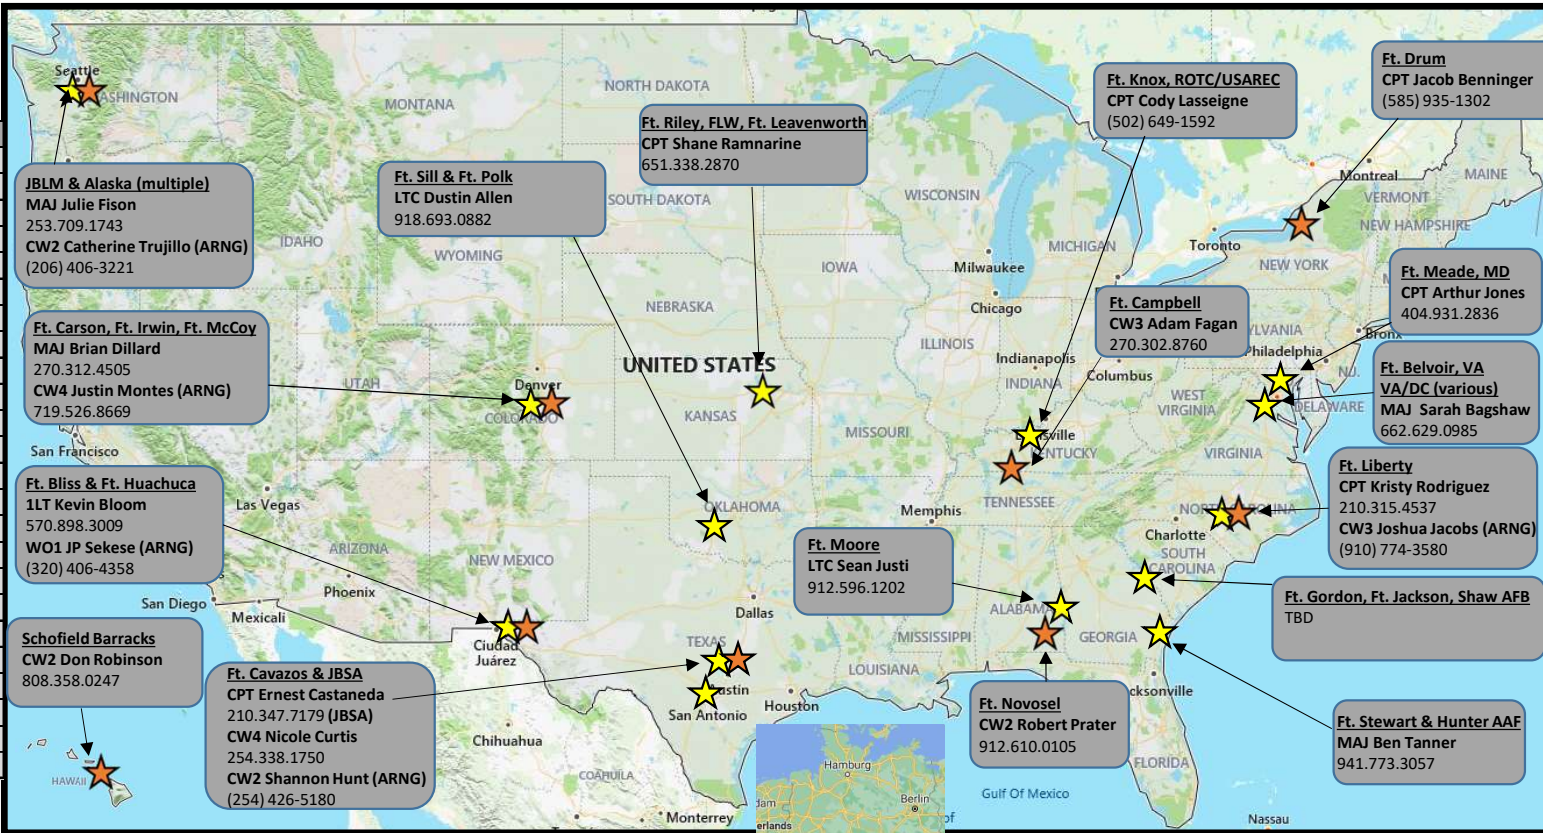 Seattle
WASHINGTON
MONTANA
NORTH DAKOTA
SOUTH DAKOTA
IDAHO
WYOMING
NEBRASKA
IOWA
WISCONSIN
MICHIGAN
Milwaukee
Chicago
Toronto
Montreal
MAINE
VERMONT
NEW HAMPSHIRE
NEW YORK
JBLM & Alaska (multiple)
MAJ Julie Fison
253.709.1743
CW2 Catherine Trujillo (ARNG)
(206) 406-3221
Ft. Sill & Ft. Polk
LTC Dustin Allen
918.693.0882
Ft. Riley, FLW, Ft. Leavenworth
CPT Shane Ramnarine
651.338.2870
Ft. Knox, ROTC/USAREC
CPT Cody Lasseigne
(502) 649-1592
Ft. Drum
CPT Jacob Benninger
(585) 935-1302
Ft. Meade, MD
CPT Arthur Jones
404.931.2836
Ft. Carson, Ft. Irwin, Ft. McCoy
MAJ Brian Dillard
270.312.4505
CW4 Justin Montes (ARNG)
719.526.8669
Ft. Campbell
CW3 Adam Fagan
270.302.8760
Ft. Belvoir, VA
VA/DC (various)
MAJ  Sarah Bagshaw
662.629.0985
UNITED STATES
Denver
COLORADO
UTAH
KANSAS
MISSOURI
ILLINOIS
Indianapolis
INDIANA
Columbus
WEST
VIRGINIA
Philadelphia
Bronx
NJ.
DELAWARE
VIRGINIA
KENTUCKY
San Francisco
Las Vegas
Ft. Bliss & Ft. Huachuca
1LT Kevin Bloom
570.898.3009
WO1 JP Sekese (ARNG)
(320) 406-4358
Ft. Liberty
CPT Kristy Rodriguez
210.315.4537
CW3 Joshua Jacobs (ARNG)
(910) 774-3580
ARIZONA
NEW MEXICO
OKLAHOMA
Memphis
TENNESSEE
Charlotte
SOUTH
CAROLINA
Phoenix
San Diego
Mexicali
Ft. Moore
LTC Sean Justi
912.596.1202
Ft. Gordon, Ft. Jackson, Shaw AFB
TBD
Schofield Barracks
CW2 Don Robinson
808.358.0247
Ciudad
Juárez
Dallas
TEXAS
MISSISSIPPI
ALABAMA
GEORGIA
LOUISIANA
Ft. Cavazos & JBSA
CPT Ernest Castaneda
210.347.7179 (JBSA)
CW4 Nicole Curtis
254.338.1750
CW2 Shannon Hunt (ARNG)
(254) 426-5180
San Antonio
Houston
Ft. Novosel
CW2 Robert Prater
912.610.0105
Ft. Stewart & Hunter AAF
MAJ Ben Tanner
941.773.3057
HAWAII
Chihuahua
COAHUILA
Monterrey
Hamburg
Berlin
erlands
FLORIDA
Gulf Of Mexico
Nassau